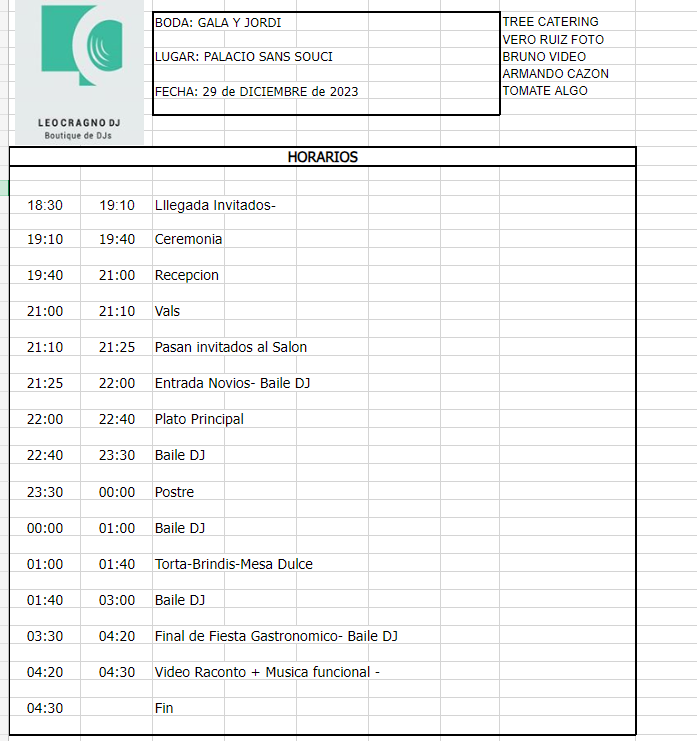 LEO CRAGNO DJ
Boutique de DJs
BODA: GALA Y JORDI
LUGAR: PALACIO SANS SOUCI
FECHA: 29 de DICIEMBRE de 2023
TREE CATERING
VERO RUIZ FOTO
BRUNO VIDEO
ARMANDO CAZON
TOMATE ALGO
HORARIOS
18:30 19:10 Lllegada Invitados-
19:10 19:40 Ceremonia
19:40 21:00 Recepcion
21:00 21:10 Vals
21:10 21:25 Pasan invitados al Salon
21:25 22:00 Entrada Novios- Baile DJ
22:00 22:40 Plato Principal
22:40 23:30 Baile DJ
23:30 00:00 Postre
00:00 01:00 Baile DJ
01:00 01:40 Torta-Brindis-Mesa Dulce
01:40 03:00 Baile DJ
03:30 04:20 Final de Fiesta Gastronomico- Baile DJ
04:20 04:30 Video Raconto + Musica funcional -
04:30 Fin